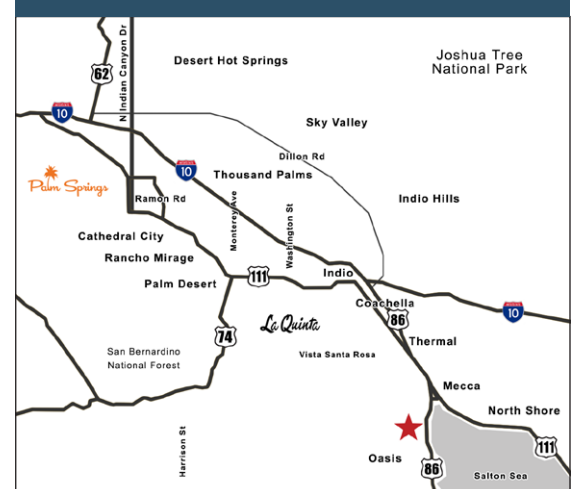 Joshua Tree
National Park
Desert Hot Springs
62
N Indian Canyon Dr
10
Sky Valley
Dillon Rd
10
Thousand Palms
Palm Springs
Ramon Rd
Indio Hills
Monterey Ave
Washington St
Cathedral City
Rancho Mirage
Palm Desert
111
Indio
Coachella
86
10
74
La Quinta
Thermal
San Bernardino
National Forest
Vista Santa Rosa
Mecca
North Shore
Harrison St
111
Oasis
86
Salton Sea